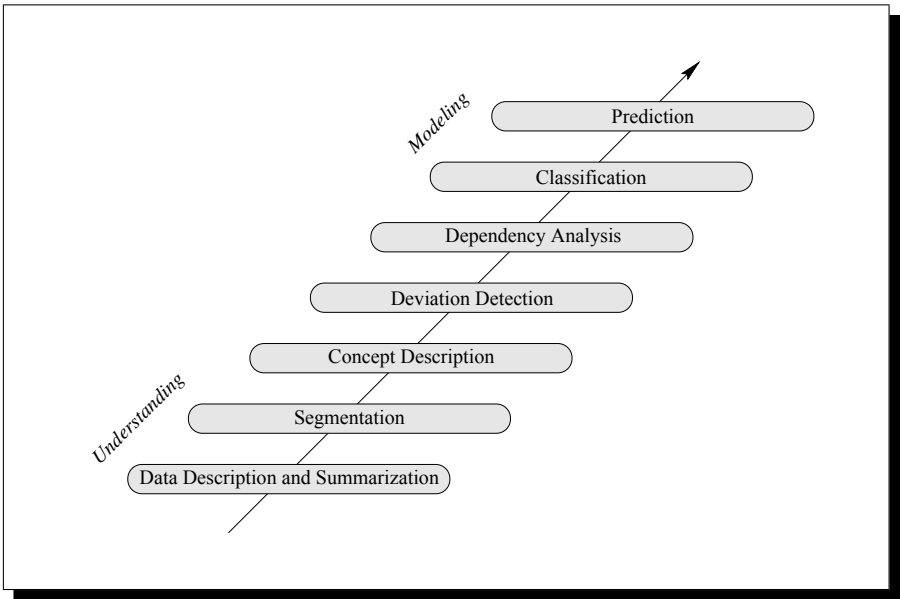 Modeling
Prediction
Classification
Dependency Analysis
Deviation Detection
Concept Description
Understanding
Segmentation
Data Description and Summarization